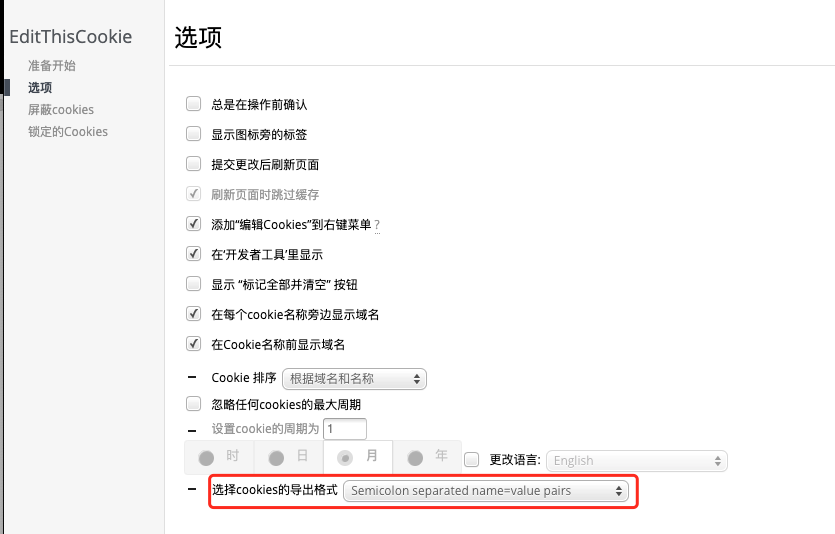 EditThisCookie
准备开始
选项
屏蔽cookies
锁定的Cookies
选项
总是在操作前确认
显示图标旁的标签
提交更改后刷新页面
刷新页面时跳过缓存
添加“编辑Cookies”到右键菜单 ?
在‘开发者工具’里显示
显示 “标记全部并清空” 按钮
在每个cookie名称旁边显示域名
在Cookie名称前显示域名
Cookie 排序 根据域名和名称
忽略任何cookies的最大周期
设置cookie的周期为 1
时 日 月 年 更改语言: English
选择cookies的导出格式 Semicolon separated name=value pairs